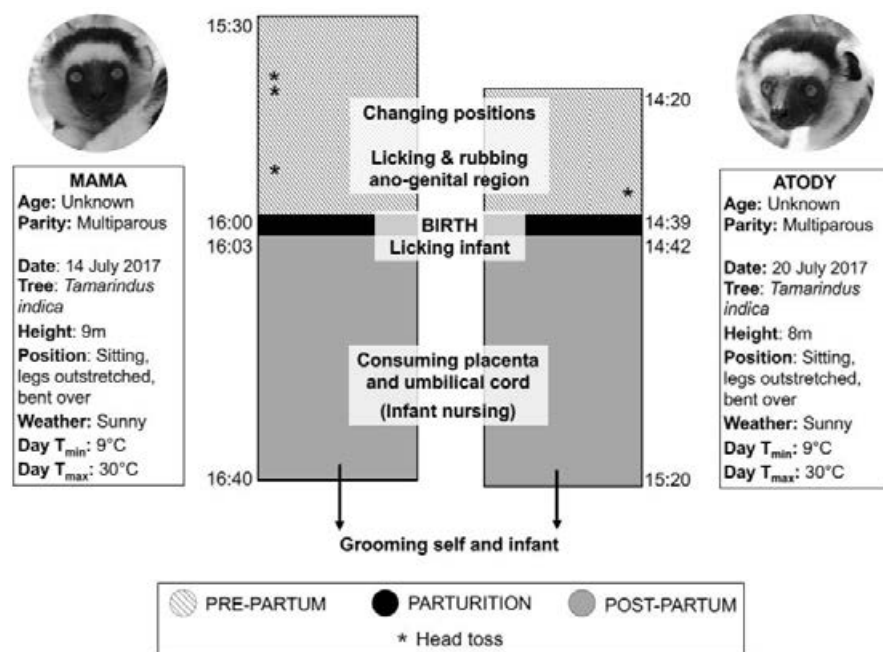 15:30
16:00
16:03
16:40
Changing positions
Licking & rubbing
ano-genital region
BIRTH
Licking infant
Consuming placenta
and umbilical cord
(Infant nursing)
Grooming self and infant
14:20
14:39
14:42
15:20
MAMA
Age: Unknown
Parity: Multiparous
Date: 14 July 2017
Tree: Tamarindus
indica
Height: 9m
Position: Sitting,
legs outstretched,
bent over
Weather: Sunny
Day Tmin: 9°C
Day Tmax: 30°C
ATODY
Age: Unknown
Parity: Multiparous
Date: 20 July 2017
Tree: Tamarindus
indica
Height: 8m
Position: Sitting,
legs outstretched,
bent over
Weather: Sunny
Day Tmin: 9°C
Day Tmax: 30°C
PRE-PARTUM
PARTURITION
POST-PARTUM
* Head toss